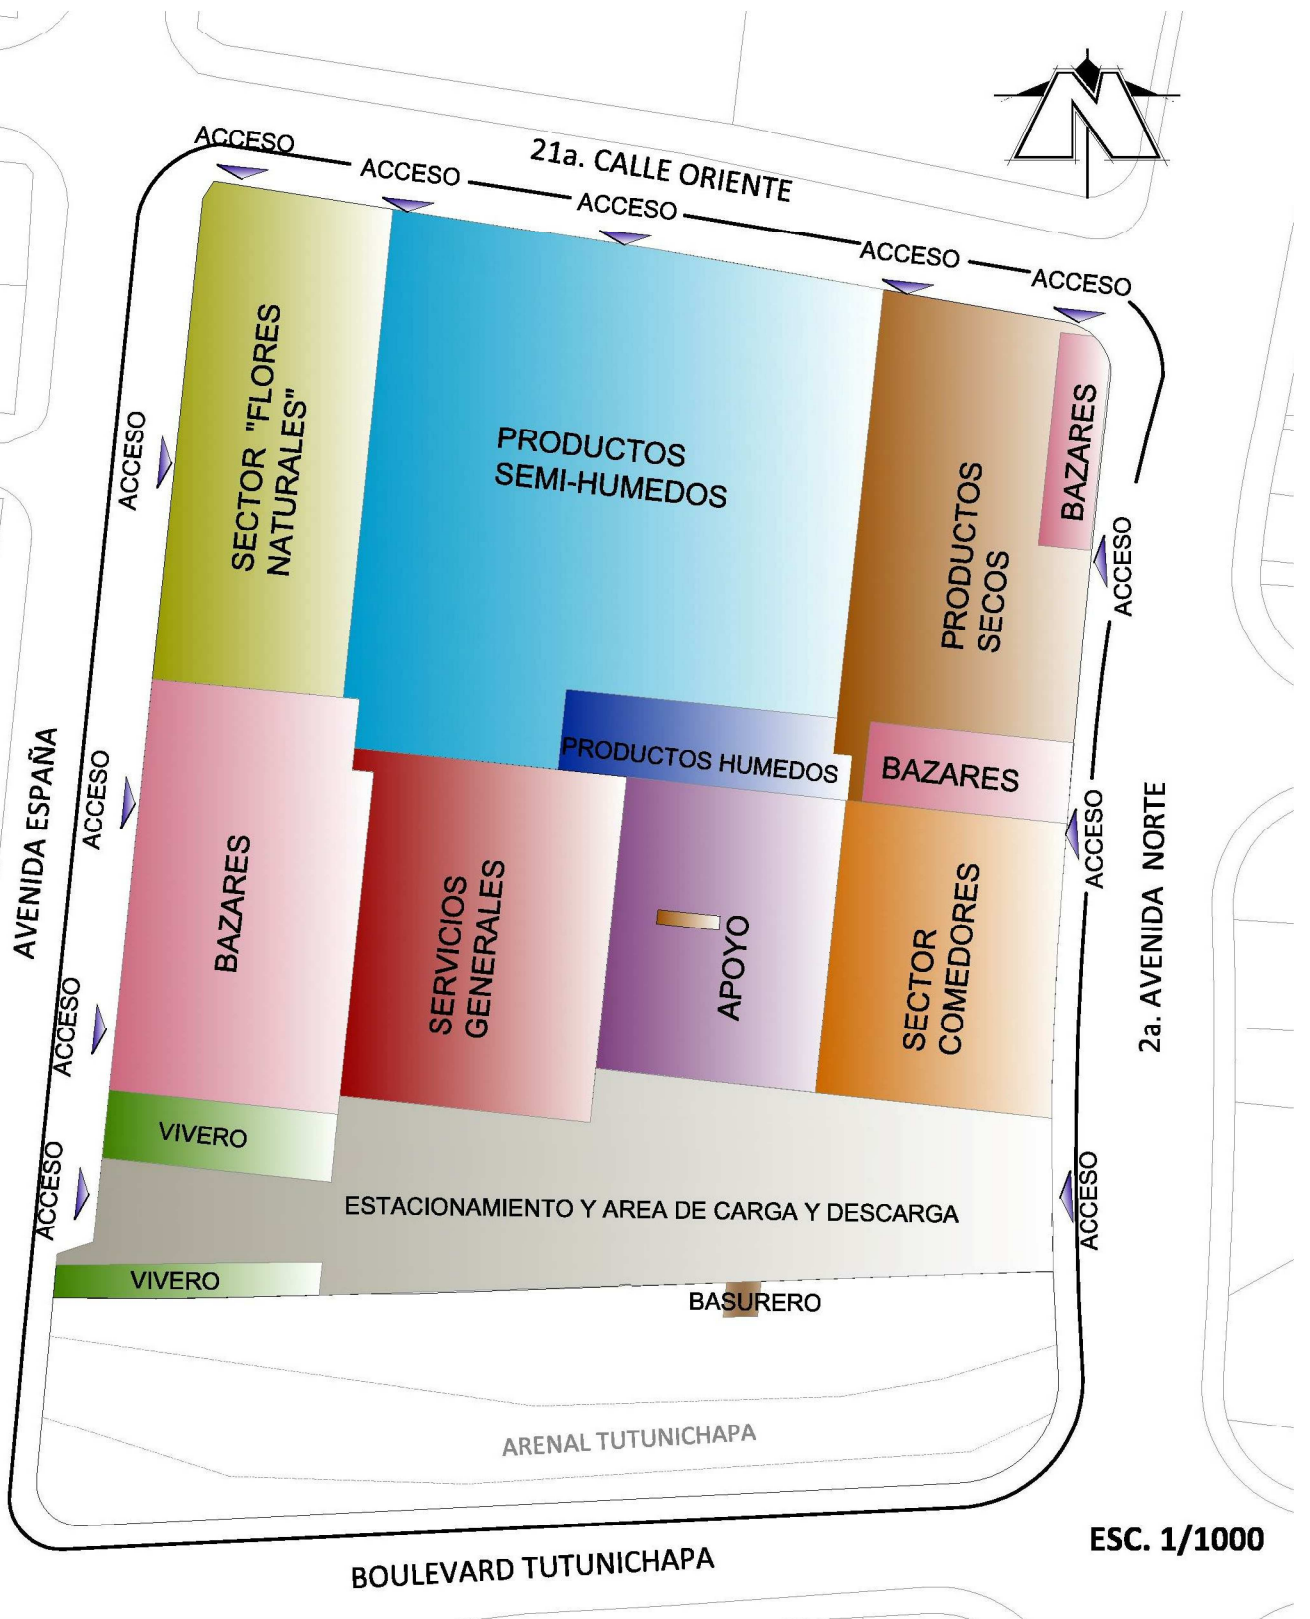 N
ACCESO
21a. CALLE ORIENTE
ACCESO
ACCESO
ACCESO
ACCESO
SECTOR "FLORES
NATURALES"
PRODUCTOS
SEMI-HUMEDOS
PRODUCTOS
SECOS
BAZARES
ACCESO
ACCESO
PRODUCTOS HUMEDOS
BAZARES
AVENIDA ESPAÑA
ACCESO
BAZARES
SERVICIOS
GENERALES
APOYO
SECTOR
COMEDORES
ACCESO
2a. AVENIDA NORTE
ACCESO
VIVERO
ACCESO
ESTACIONAMIENTO Y AREA DE CARGA Y DESCARGA
ACCESO
VIVERO
BASURERO
ARENAL TUTUNICHAPA
BOULEVARD TUTUNICHAPA
ESC. 1/1000